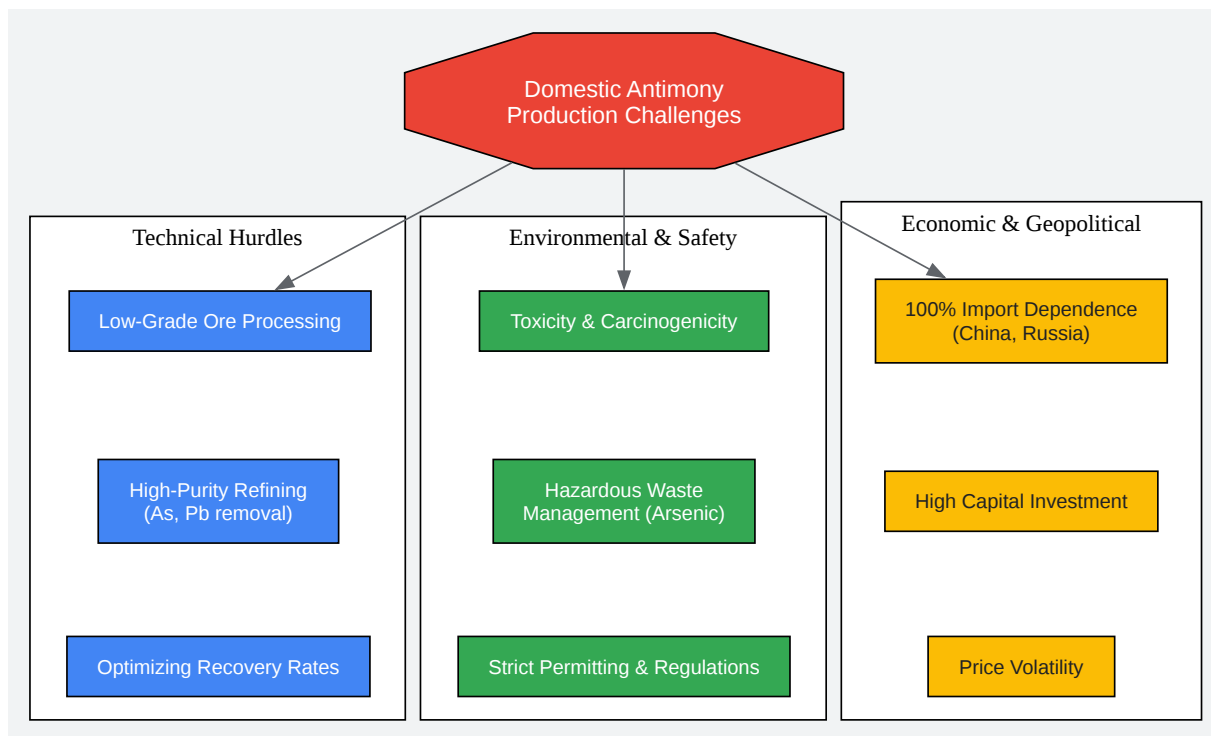 Domestic Antimony
Production Challenges
Technical Hurdles
Low-Grade Ore Processing
High-Purity Refining
(As, Pb removal)
Optimizing Recovery Rates
Environmental & Safety
Toxicity & Carcinogenicity
Hazardous Waste
Management (Arsenic)
Strict Permitting & Regulations
Economic & Geopolitical
100% Import Dependence
(China, Russia)
High Capital Investment
Price Volatility